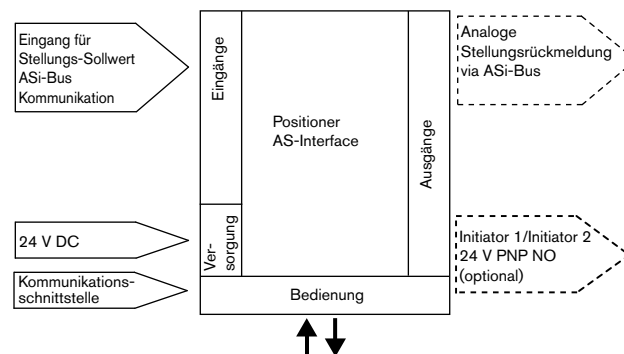 Eingang für
Stellungs-Sollwert
ASi-Bus
Kommunikation
Eingänge
Positioner
AS-Interface
Ausgänge
Analoge
Stellungsrückmeldung
via ASi-Bus
24 V DC
Ver-
sorgung
Initiator 1/Initiator 2
24 V PNP NO
(optional)
Kommunikations-
schnittstelle
Bedienung